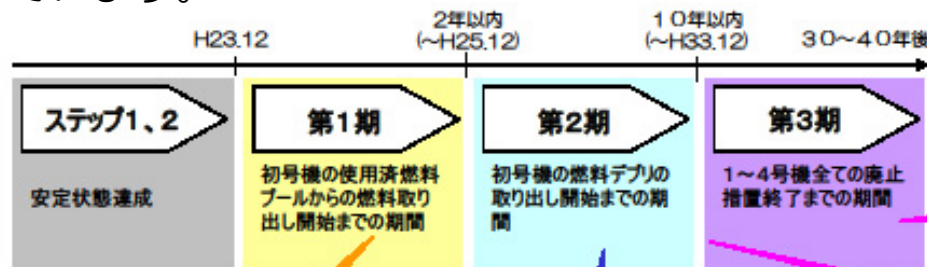 2年以内
10年以内
H23.12
(～H25.12)
(～H33.12)
30～40年後
ステップ1、2
第1期
第2期
第3期
安定状態達成
初号機の使用済燃料
プールからの燃料取り
出し開始までの期間
初号機の燃料デブリの
取り出し開始までの期
間
1～4号機全ての廃止
措置終了までの期間